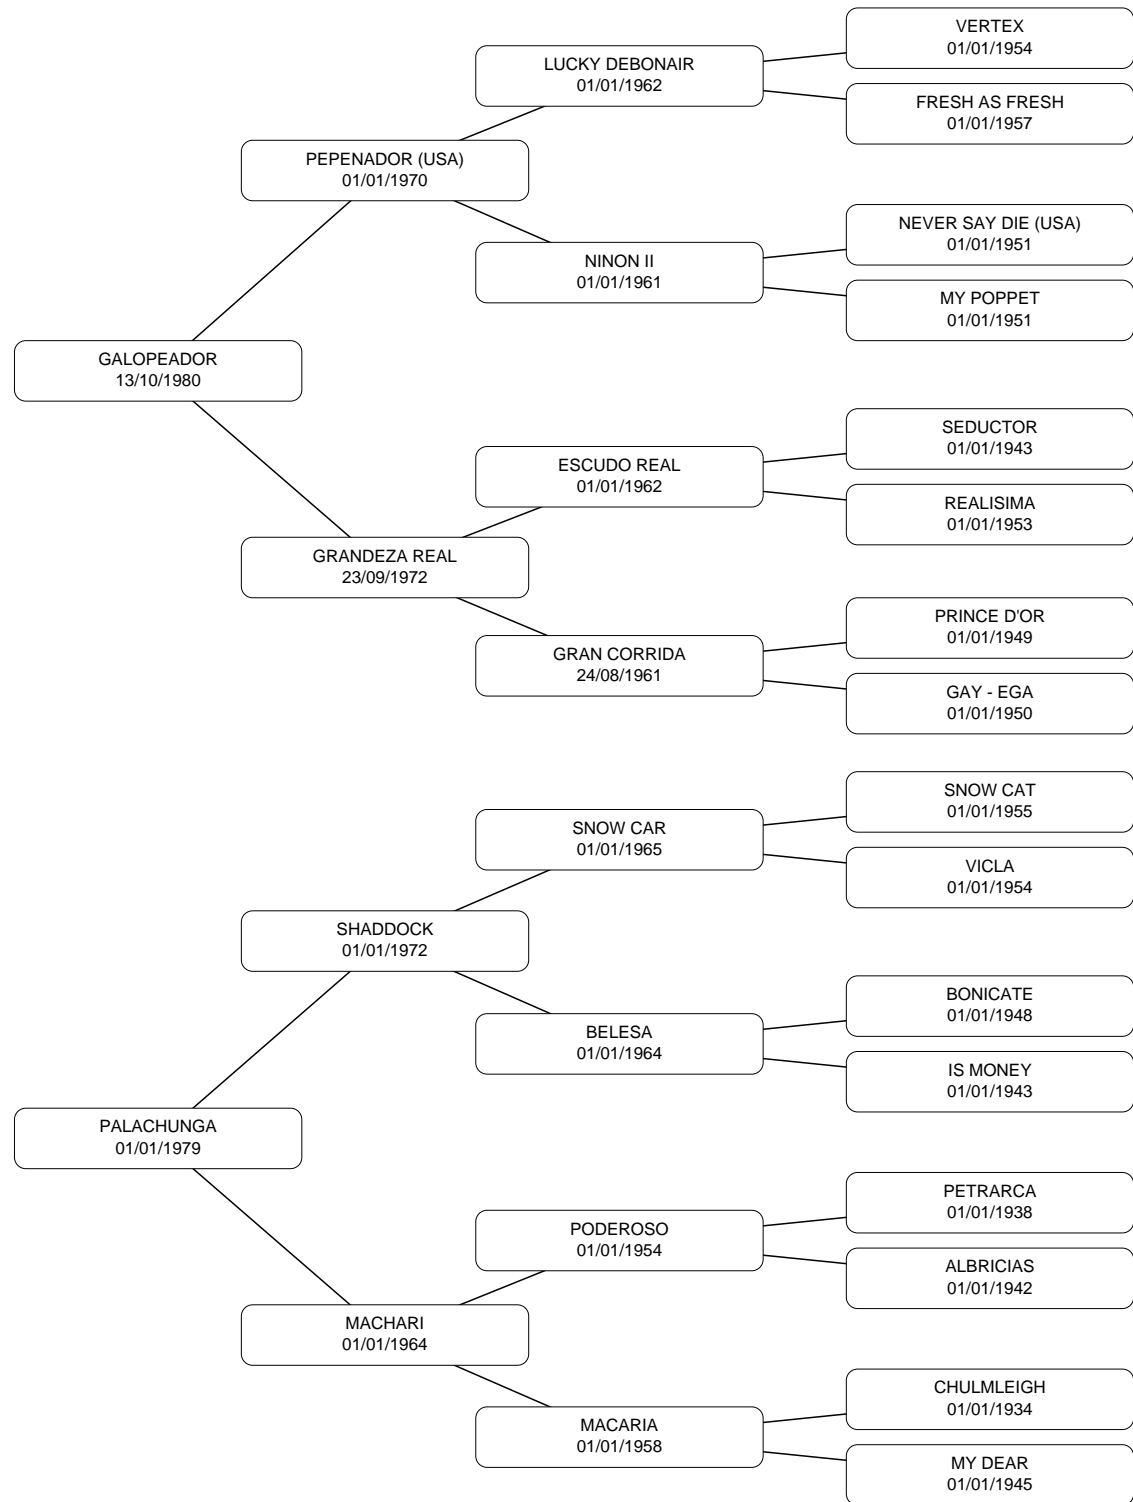 VERTEX
01/01/1954
LUCKY DEBONAIR
01/01/1962
FRESH AS FRESH
01/01/1957
PEPENADOR (USA)
01/01/1970
NEVER SAY DIE (USA)
01/01/1951
NINON II
01/01/1961
MY POPPET
01/01/1951
GALOPEADOR
13/10/1980
SEDUCTOR
01/01/1943
ESCUDO REAL
01/01/1962
REALISIMA
01/01/1953
GRANDEZA REAL
23/09/1972
PRINCE D'OR
01/01/1949
GRAN CORRIDA
24/08/1961
GAY - EGA
01/01/1950
SNOW CAT
01/01/1955
SNOW CAR
01/01/1965
VICLA
01/01/1954
SHADDOCK
01/01/1972
BONICATE
01/01/1948
BELESA
01/01/1964
IS MONEY
01/01/1943
PALACHUNGA
01/01/1979
PETRARCA
01/01/1938
PODEROSO
01/01/1954
ALBRICIAS
01/01/1942
MACHARI
01/01/1964
CHULMLEIGH
01/01/1934
MACARIA
01/01/1958
MY DEAR
01/01/1945